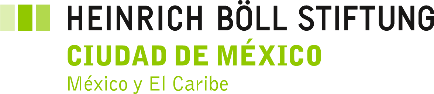 HEINRICH BÖLL STIFTUNG
CIUDAD DE MÉXICO
México y El Caribe